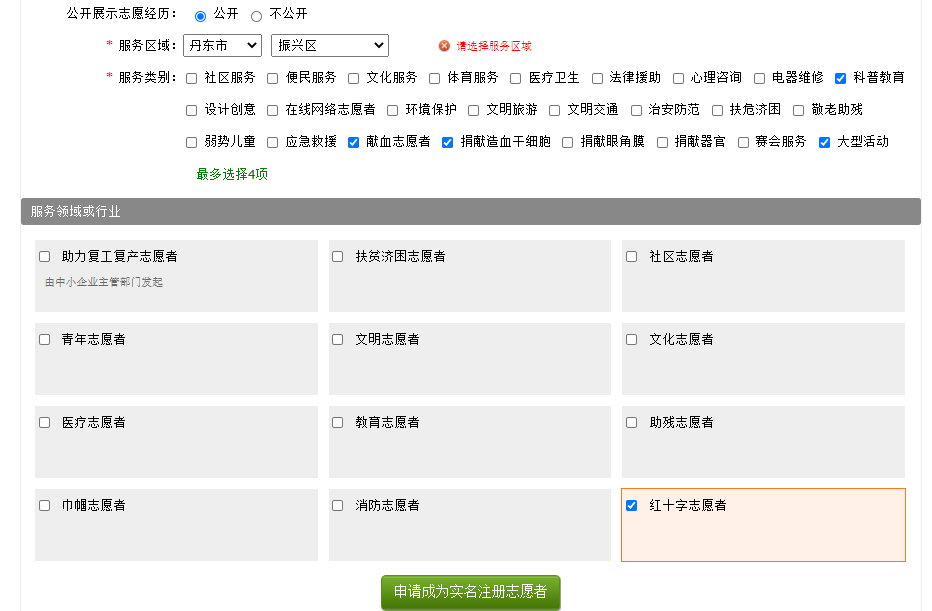 公开展示志愿经历： 公开 不公开
* 服务区域： 丹东市 振兴区 请选择服务区域
* 服务类别： 社区服务 便民服务 文化服务 体育服务 医疗卫生 法律援助 心理咨询 电器维修 科普教育
设计创意 在线网络志愿者 环境保护 文明旅游 文明交通 治安防范 扶危济困 敬老助残
弱势儿童 应急救援 献血志愿者 捐献造血干细胞 捐献眼角膜 捐献器官 赛会服务 大型活动
最多选择4项
服务领域或行业
助力复工复产志愿者 扶贫济困志愿者 社区志愿者
由中小企业主管部门发起
青年志愿者 文明志愿者 文化志愿者
医疗志愿者 教育志愿者 助残志愿者
巾帼志愿者 消防志愿者 红十字志愿者
申请成为实名注册志愿者